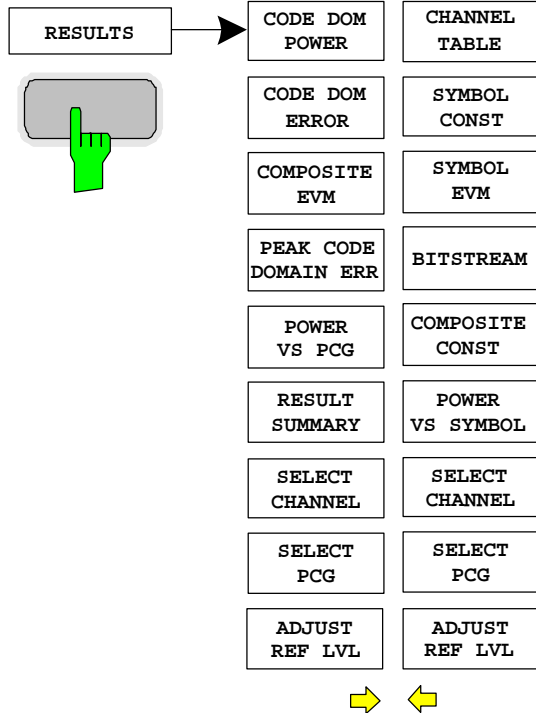 RESULTS
CODE DOM
POWER
CHANNEL
TABLE
CODE DOM
ERROR
SYMBOL
CONST
COMPOSITE
EVM
SYMBOL
EVM
PEAK CODE
DOMAIN ERR
BITSTREAM
POWER
VS PCG
COMPOSITE
CONST
RESULT
SUMMARY
POWER
VS SYMBOL
SELECT
CHANNEL
SELECT
CHANNEL
SELECT
PCG
SELECT
PCG
ADJUST
REF LVL
ADJUST
REF LVL